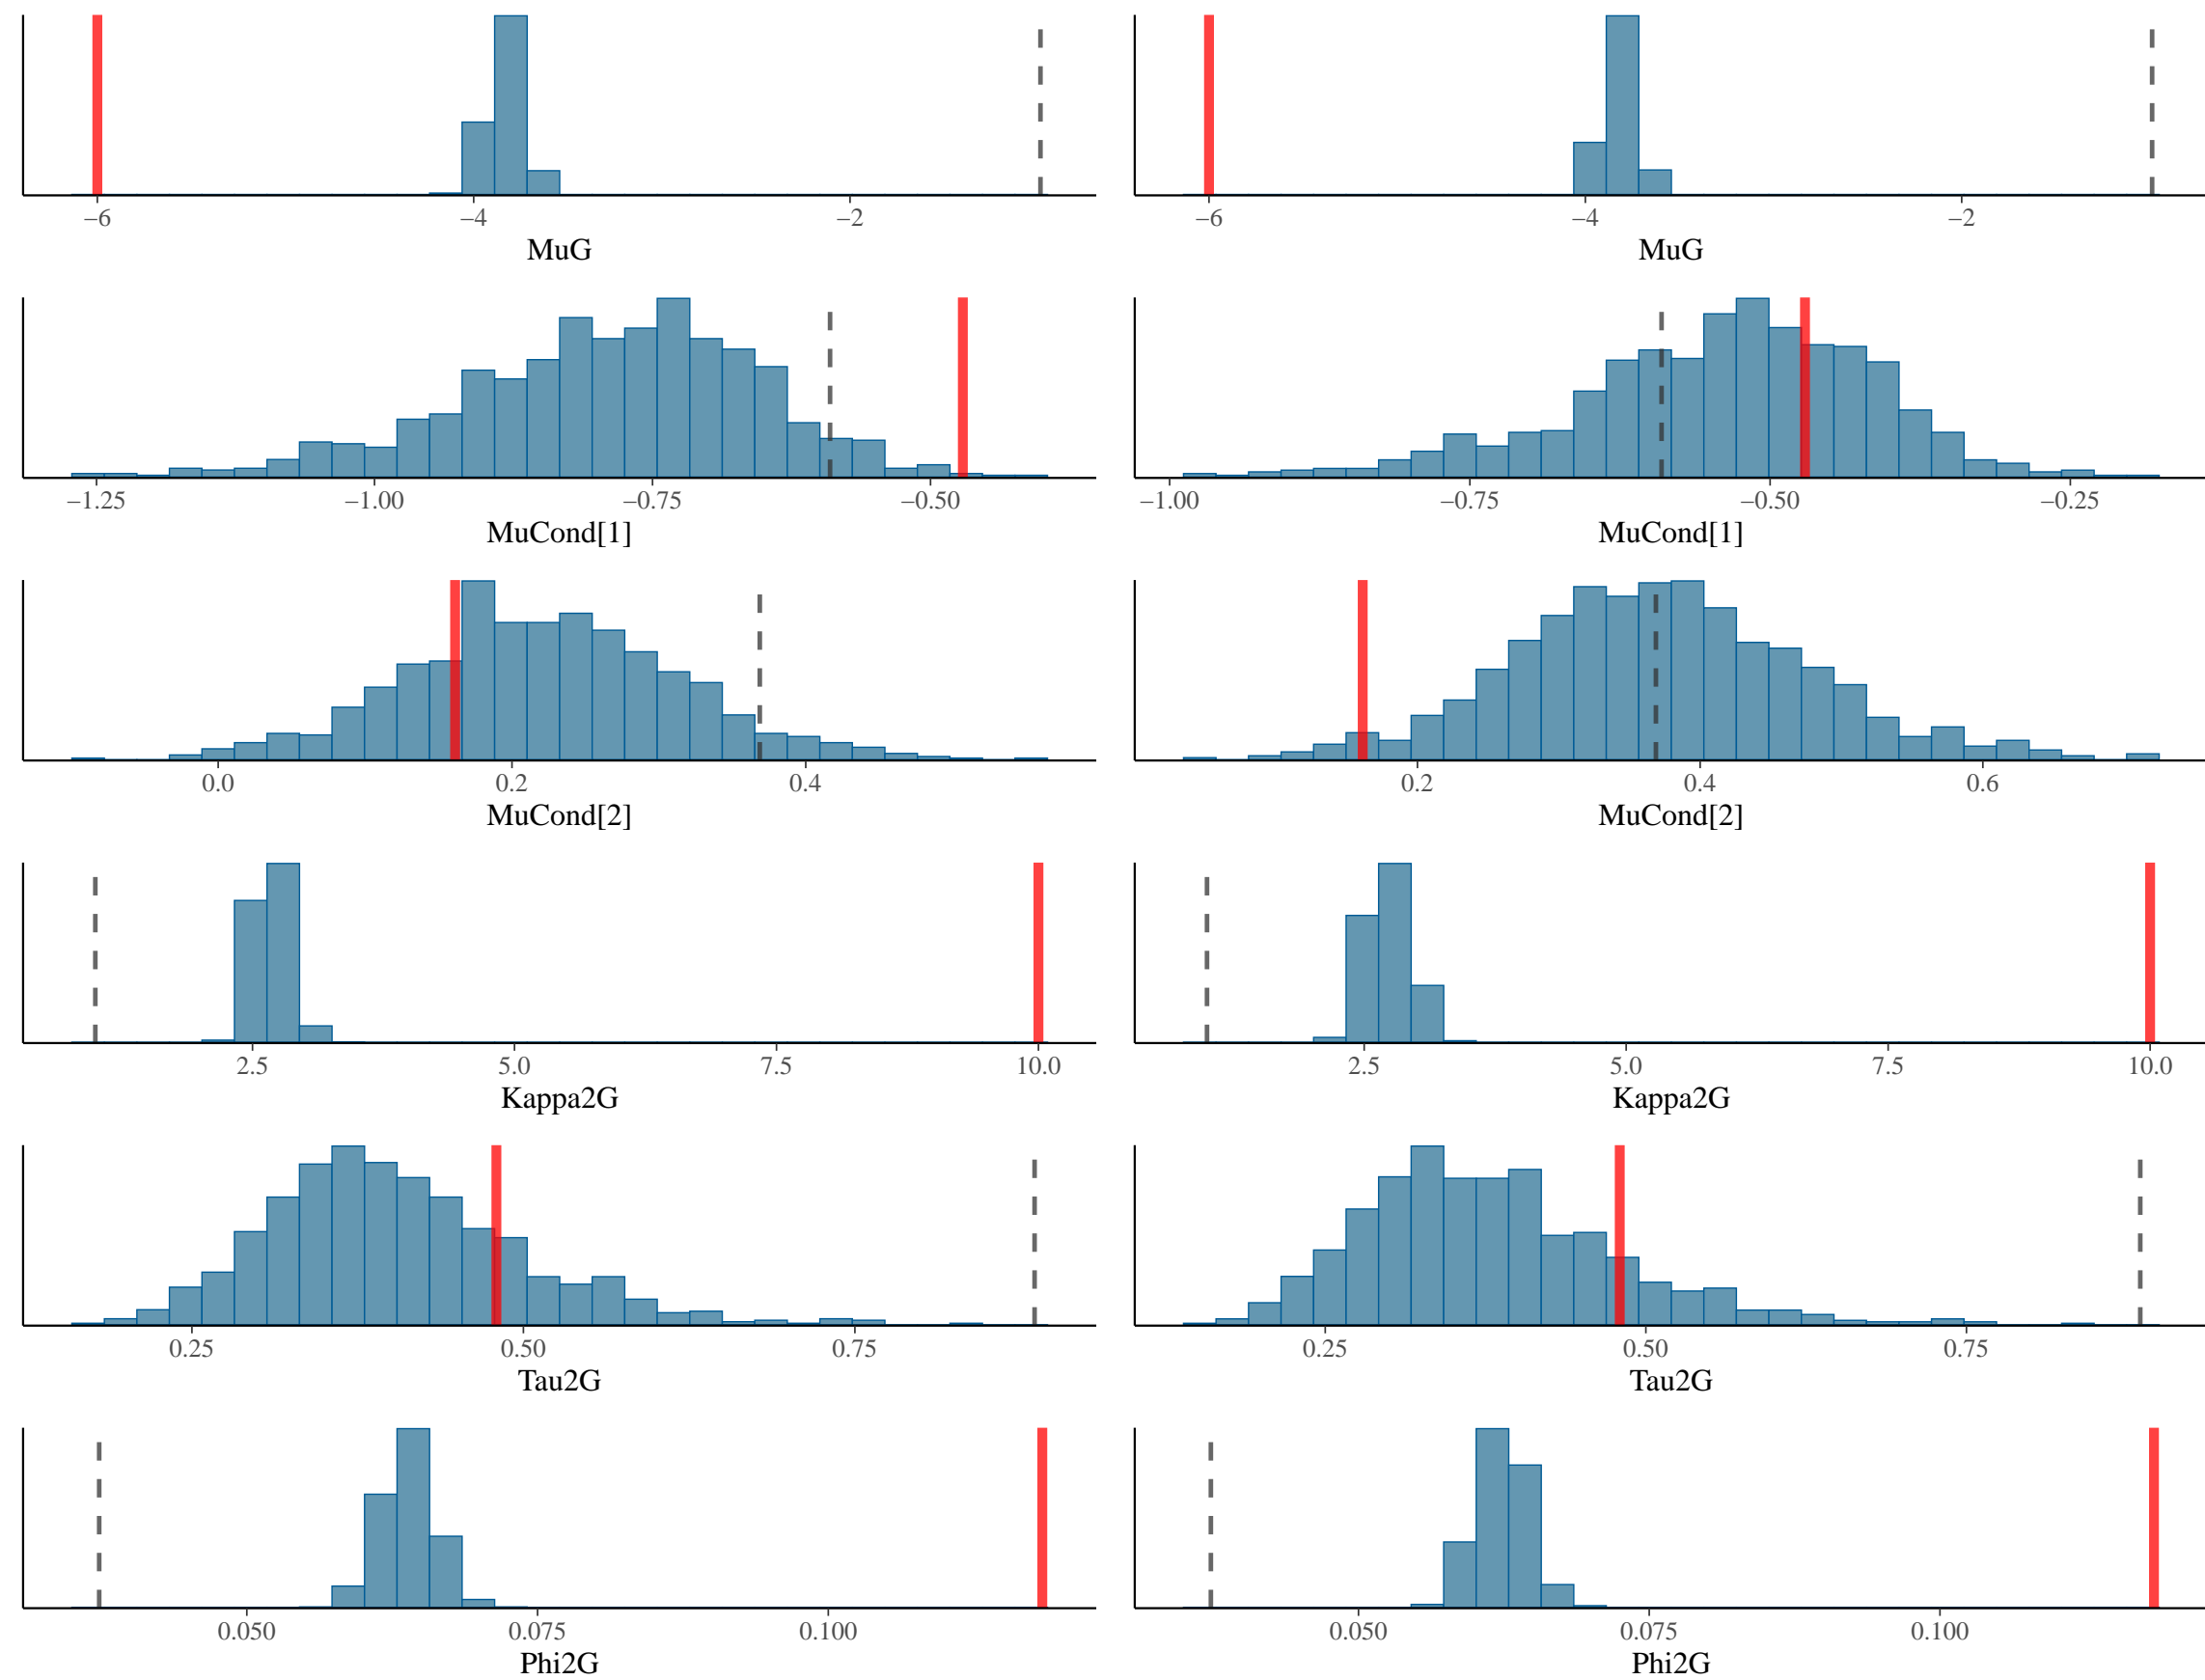 −6 −4 −2 −6 −4 −2
MuG MuG
−1.25 −1.00 −0.75 −0.50 −1.00 −0.75 −0.50 −0.25
MuCond[1] MuCond[1]
0.0 0.2 0.4 0.2 0.4 0.6
MuCond[2] MuCond[2]
2.5 5.0 7.5 10.0 2.5 5.0 7.5 10.0
Kappa2G Kappa2G
0.25 0.50 0.75 0.25 0.50 0.75
Tau2G Tau2G
0.050 0.075 0.100 0.050 0.075 0.100
Phi2G Phi2G